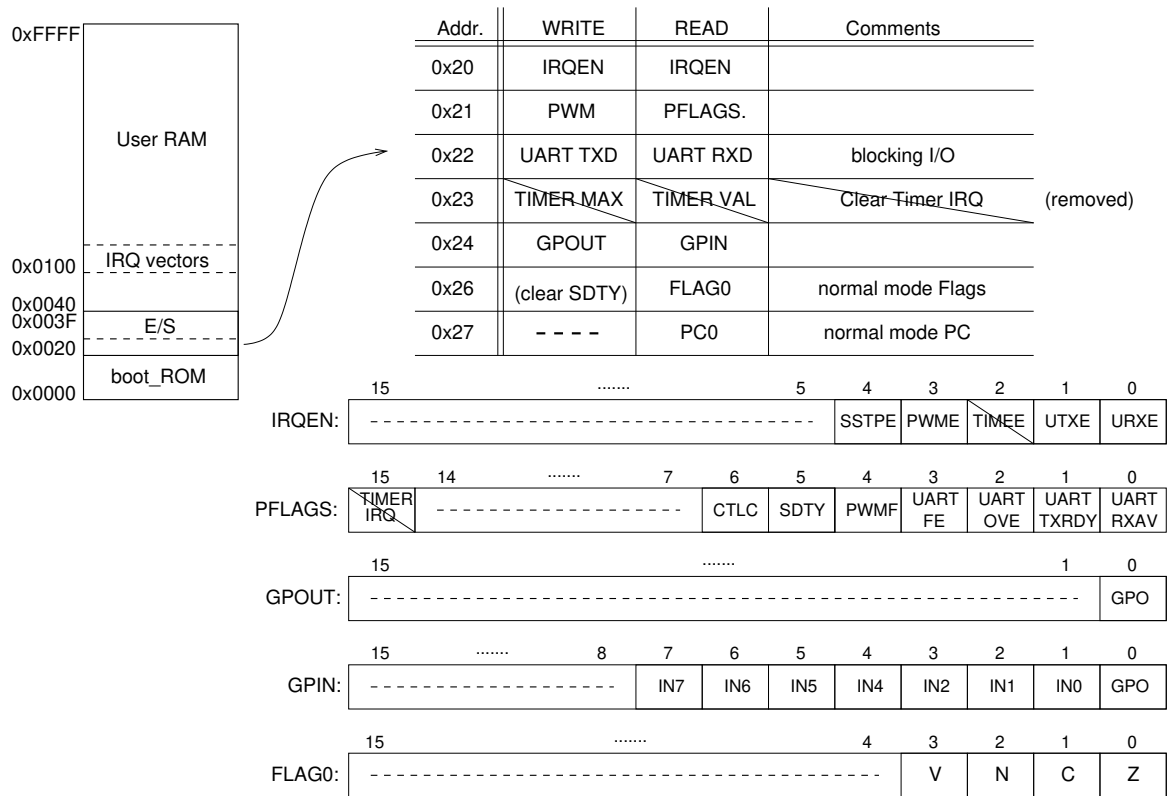 0xFFFF
User RAM
IRQ vectors
0x0100
0x0040
0x003F
E/S
0x0020
boot_ROM
0x0000
Addr. WRITE READ Comments
0x20 IRQEN IRQEN
0x21 PWM PFLAGS.
0x22 UART TXD UART RXD blocking I/O
0x23 TIMER MAX TIMER VAL Clear Timer IRQ (removed)
0x24 GPOUT GPIN
0x26 (clear SDTY) FLAG0 normal mode Flags
0x27 - - - - PC0 normal mode PC
15 ....... 5 4 3 2 1 0
IRQEN: SSTPE PWME TIMEE UTXE URXE
15 14 ....... 7 6 5 4 3 2 1 0
PFLAGS: TIMER IRQ CTLC SDTY PWMF UART FE UART OVE UART TXRDY UART RXAV
15 ....... 1 0
GPOUT: GPO
15 ....... 8 7 6 5 4 3 2 1 0
GPIN: IN7 IN6 IN5 IN4 IN2 IN1 IN0 GPO
15 ....... 4 3 2 1 0
FLAG0: V N C Z